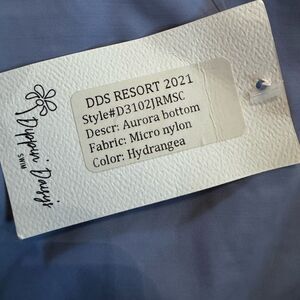 DDS RESORT 2021
Style#D3102JRMSC
Descr: Aurora bottom
Fabric: Micro nylon
Color: Hydrangea
Dippin' Daisy's
SWIM